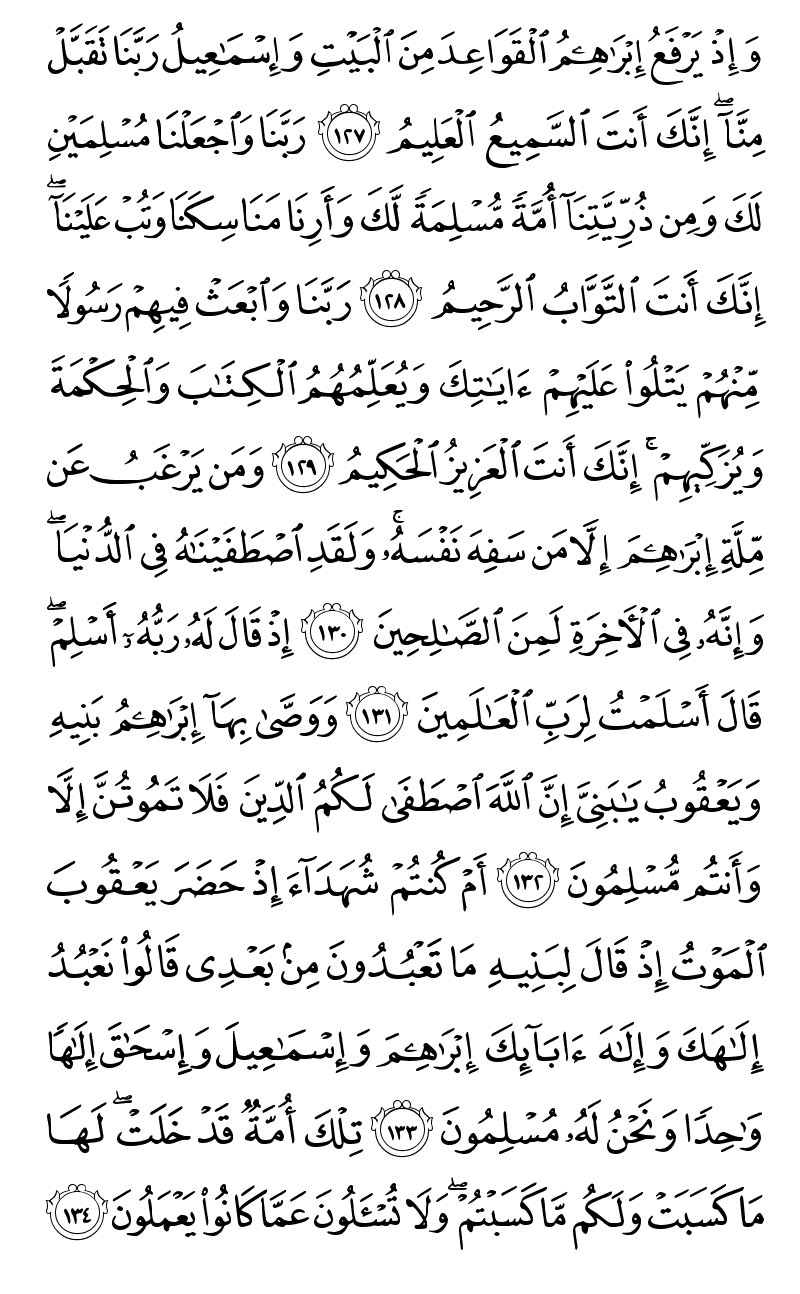 وَإِذْ يَرْفَعُ إِبْرَٰهِـۧمُ ٱلْقَوَاعِدَ مِنَ ٱلْبَيْتِ وَإِسْمَـٰعِيلُ رَبَّنَا تَقَبَّلْ
مِنَّآ ۖ إِنَّكَ أَنتَ ٱلسَّمِيعُ ٱلْعَلِيمُ ١٢٧ رَبَّنَا وَٱجْعَلْنَا مُسْلِمَيْنِ
لَكَ وَمِن ذُرِّيَّتِنَآ أُمَّةً مُّسْلِمَةً لَّكَ وَأَرِنَا مَنَاسِكَنَا وَتُبْ عَلَيْنَآ ۖ
إِنَّكَ أَنتَ ٱلتَّوَّابُ ٱلرَّحِيمُ ١٢٨ رَبَّنَا وَٱبْعَثْ فِيهِمْ رَسُولًا
مِّنْهُمْ يَتْلُوا۟ عَلَيْهِمْ ءَايَـٰتِكَ وَيُعَلِّمُهُمُ ٱلْكِتَـٰبَ وَٱلْحِكْمَةَ
وَيُزَكِّيهِمْ ۚ إِنَّكَ أَنتَ ٱلْعَزِيزُ ٱلْحَكِيمُ ١٢٩ وَمَن يَرْغَبُ عَن
مِّلَّةِ إِبْرَٰهِـۧمَ إِلَّا مَن سَفِهَ نَفْسَهُۥ ۚ وَلَقَدِ ٱصْطَفَيْنَـٰهُ فِى ٱلدُّنْيَا ۖ
وَإِنَّهُۥ فِى ٱلْـَٔاخِرَةِ لَمِنَ ٱلصَّـٰلِحِينَ ١٣٠ إِذْ قَالَ لَهُۥ رَبُّهُۥٓ أَسْلِمْ ۖ
قَالَ أَسْلَمْتُ لِرَبِّ ٱلْعَـٰلَمِينَ ١٣١ وَوَصَّىٰ بِهَآ إِبْرَٰهِـۧمُ بَنِيهِ
وَيَعْقُوبُ يَـٰبَنِىَّ إِنَّ ٱللَّهَ ٱصْطَفَىٰ لَكُمُ ٱلدِّينَ فَلَا تَمُوتُنَّ إِلَّا
وَأَنتُم مُّسْلِمُونَ ١٣٢ أَمْ كُنتُمْ شُهَدَآءَ إِذْ حَضَرَ يَعْقُوبَ
ٱلْمَوْتُ إِذْ قَالَ لِبَنِيهِ مَا تَعْبُدُونَ مِنۢ بَعْدِى قَالُوا۟ نَعْبُدُ
إِلَـٰهَكَ وَإِلَـٰهَ ءَابَآئِكَ إِبْرَٰهِـۧمَ وَإِسْمَـٰعِيلَ وَإِسْحَـٰقَ إِلَـٰهًا
وَٰحِدًا وَنَحْنُ لَهُۥ مُسْلِمُونَ ١٣٣ تِلْكَ أُمَّةٌ قَدْ خَلَتْ ۖ لَهَا
مَا كَسَبَتْ وَلَكُم مَّا كَسَبْتُمْ ۖ وَلَا تُسْـَٔلُونَ عَمَّا كَانُوا۟ يَعْمَلُونَ ١٣٤